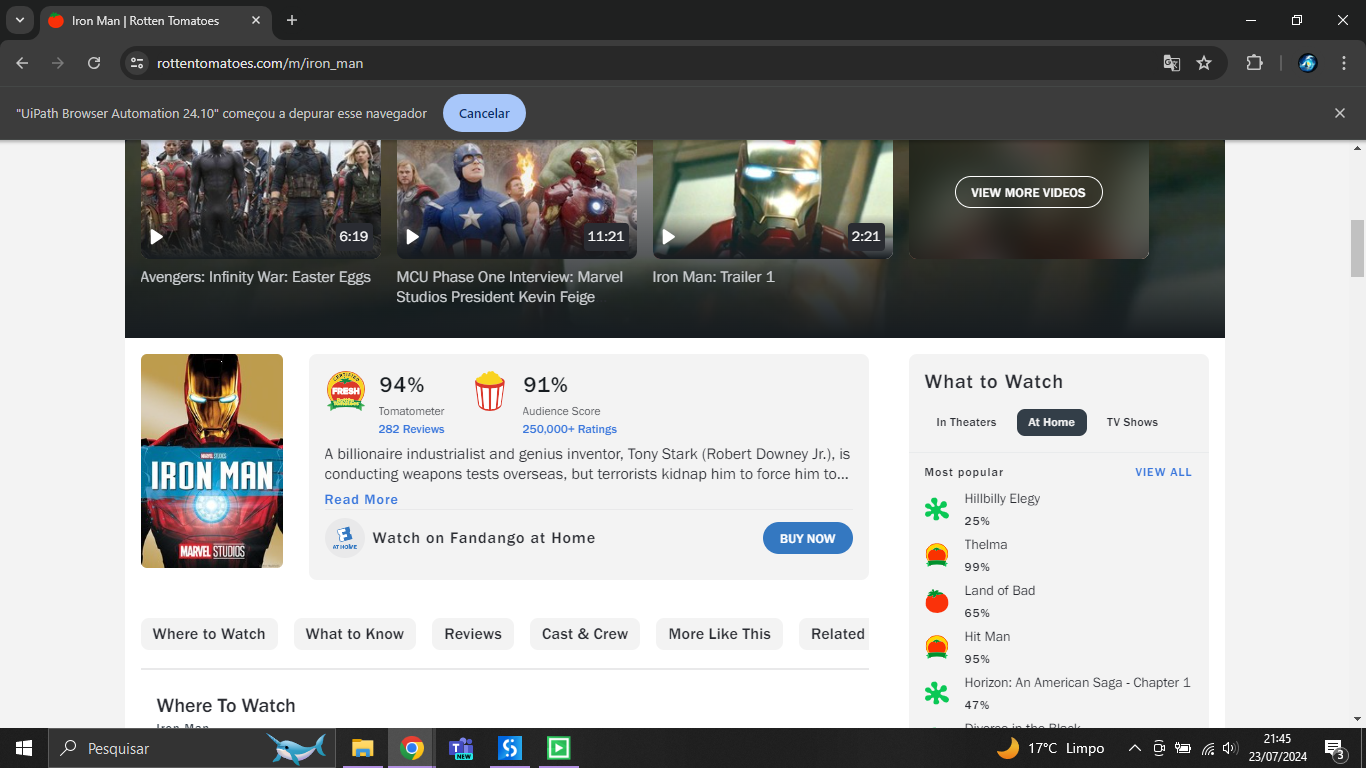 Iron Man | Rotten Tomatoes
rottentomatoes.com/m/iron_man
"UiPath Browser Automation 24.10" começou a depurar esse navegador
Cancelar
6:19
11:21
2:21
VIEW MORE VIDEOS
Avengers: Infinity War: Easter Eggs
MCU Phase One Interview: Marvel
Studios President Kevin Feige
Iron Man: Trailer 1
MARVEL STUDIOS
IRON MAN
MARVEL STUDIOS
CERTIFIED
FRESH
94%
Tomatometer
282 Reviews
91%
Audience Score
250,000+ Ratings
A billionaire industrialist and genius inventor, Tony Stark (Robert Downey Jr.), is
conducting weapons tests overseas, but terrorists kidnap him to force him to...
Read More
AT HOME
Watch on Fandango at Home
BUY NOW
Where to Watch
What to Know
Reviews
Cast & Crew
More Like This
Related
Where To Watch
Iron Man
What to Watch
In Theaters
At Home
TV Shows
Most popular
VIEW ALL
Hillbilly Elegy
25%
Thelma
99%
Land of Bad
65%
Hit Man
95%
Horizon: An American Saga - Chapter 1
47%
Divorce in the Black
Pesquisar
NEW
17°C Limpo
21:45
23/07/2024
3